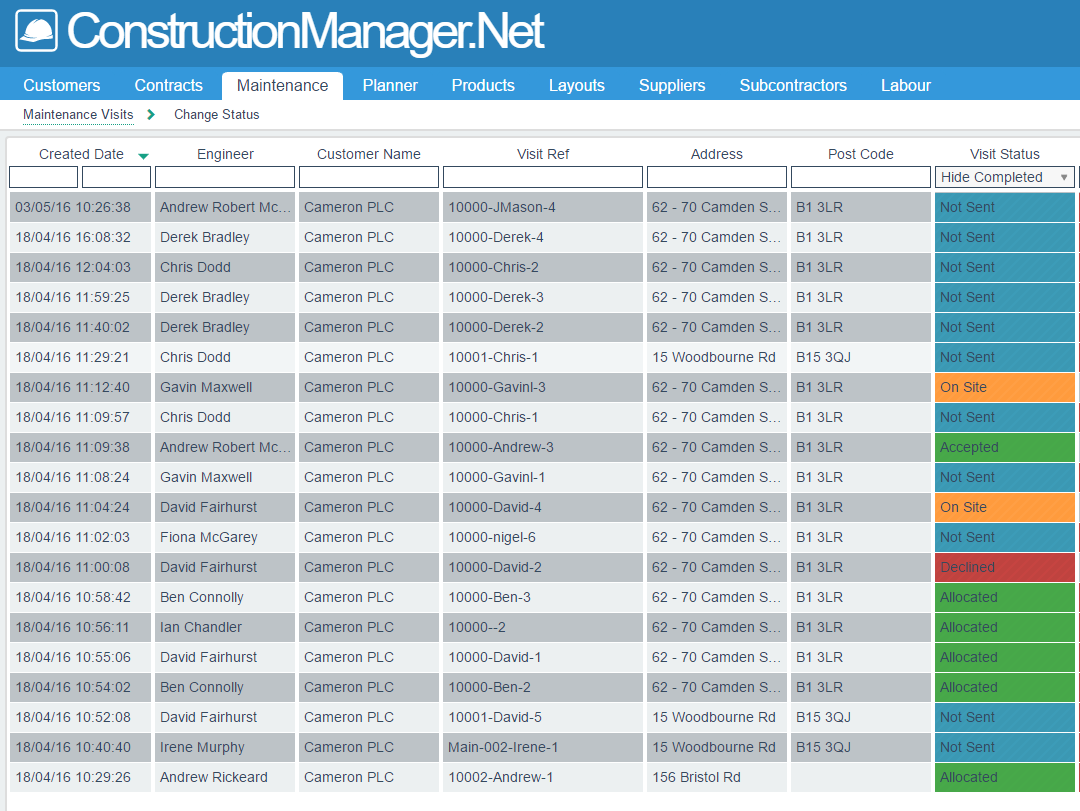 ConstructionManager.Net
Customers Contracts Maintenance Planner Products Layouts Suppliers Subcontractors Labour
Maintenance Visits Change Status
Created Date Engineer Customer Name Visit Ref Address Post Code Visit Status
Hide Completed
03/05/16 10:26:38 Andrew Robert Mc... Cameron PLC 10000-JMason-4 62 - 70 Camden S... B1 3LR Not Sent
18/04/16 16:08:32 Derek Bradley Cameron PLC 10000-Derek-4 62 - 70 Camden S... B1 3LR Not Sent
18/04/16 12:04:03 Chris Dodd Cameron PLC 10000-Chris-2 62 - 70 Camden S... B1 3LR Not Sent
18/04/16 11:59:25 Derek Bradley Cameron PLC 10000-Derek-3 62 - 70 Camden S... B1 3LR Not Sent
18/04/16 11:40:02 Derek Bradley Cameron PLC 10000-Derek-2 62 - 70 Camden S... B1 3LR Not Sent
18/04/16 11:29:21 Chris Dodd Cameron PLC 10001-Chris-1 15 Woodbourne Rd B15 3QJ Not Sent
18/04/16 11:12:40 Gavin Maxwell Cameron PLC 10000-Gavinl-3 62 - 70 Camden S... B1 3LR On Site
18/04/16 11:09:57 Chris Dodd Cameron PLC 10000-Chris-1 62 - 70 Camden S... B1 3LR Not Sent
18/04/16 11:09:38 Andrew Robert Mc... Cameron PLC 10000-Andrew-3 62 - 70 Camden S... B1 3LR Accepted
18/04/16 11:08:24 Gavin Maxwell Cameron PLC 10000-Gavinl-1 62 - 70 Camden S... B1 3LR Not Sent
18/04/16 11:04:24 David Fairhurst Cameron PLC 10000-David-4 62 - 70 Camden S... B1 3LR On Site
18/04/16 11:02:03 Fiona McGarey Cameron PLC 10000-nigel-6 62 - 70 Camden S... B1 3LR Not Sent
18/04/16 11:00:08 David Fairhurst Cameron PLC 10000-David-2 62 - 70 Camden S... B1 3LR Declined
18/04/16 10:58:42 Ben Connolly Cameron PLC 10000-Ben-3 62 - 70 Camden S... B1 3LR Allocated
18/04/16 10:56:11 Ian Chandler Cameron PLC 10000--2 62 - 70 Camden S... B1 3LR Allocated
18/04/16 10:55:06 David Fairhurst Cameron PLC 10000-David-1 62 - 70 Camden S... B1 3LR Allocated
18/04/16 10:54:02 Ben Connolly Cameron PLC 10000-Ben-2 62 - 70 Camden S... B1 3LR Allocated
18/04/16 10:52:08 David Fairhurst Cameron PLC 10001-David-5 15 Woodbourne Rd B15 3QJ Not Sent
18/04/16 10:40:40 Irene Murphy Cameron PLC Main-002-Irene-1 15 Woodbourne Rd B15 3QJ Not Sent
18/04/16 10:29:26 Andrew Rickeard Cameron PLC 10002-Andrew-1 156 Bristol Rd Allocated